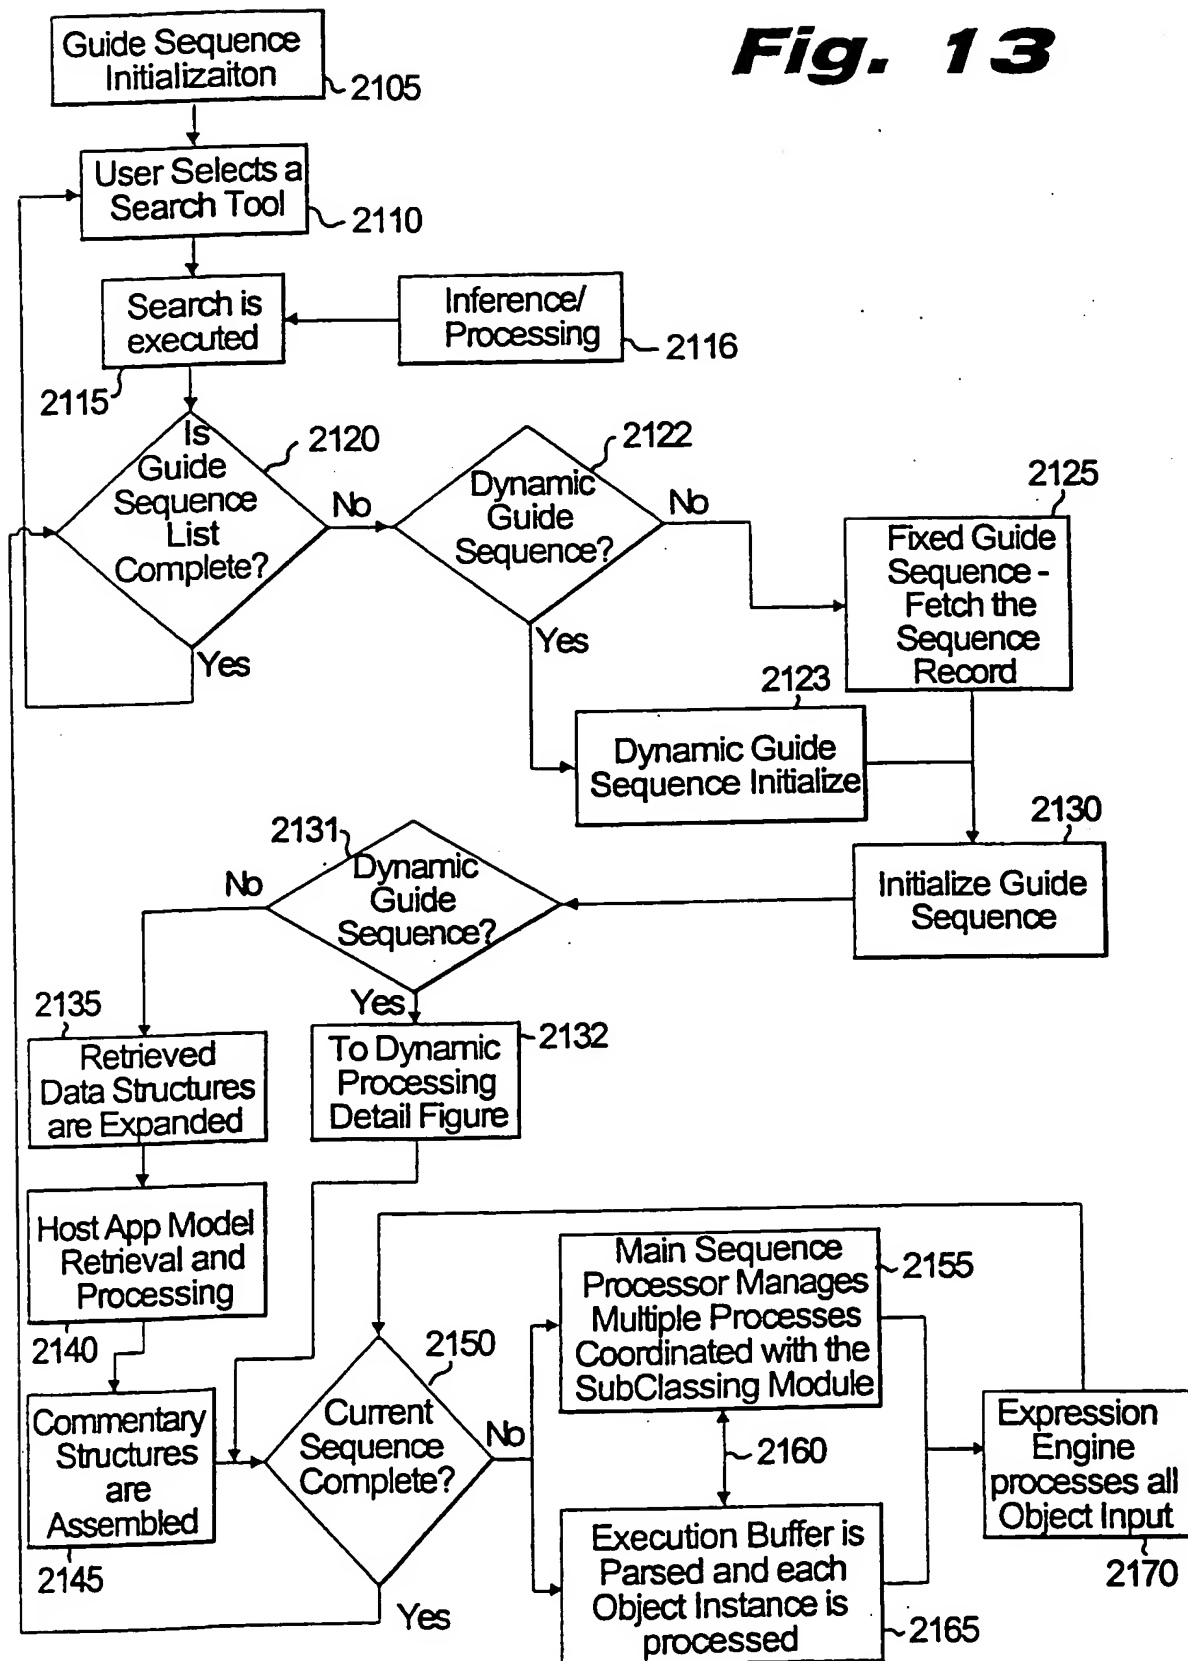 Fig. 13
Guide Sequence
Initializaiton
2105
User Selects a
Search Tool
2110
Search is
executed
2115
Inference/
Processing
2116
Is
Guide
Sequence
List
Complete?
2120
No
Yes
Dynamic
Guide
Sequence?
2122
No
Yes
2125
Fixed Guide
Sequence -
Fetch the
Sequence
Record
2123
Dynamic Guide
Sequence Initialize
2130
Initialize Guide
Sequence
2131
Dynamic
Guide
Sequence?
No
Yes
2135
Retrieved
Data Structures
are Expanded
2132
To Dynamic
Processing
Detail Figure
Host App Model
Retrieval and
Processing
2140
Commentary
Structures
are
Assembled
2145
2150
Current
Sequence
Complete?
No
Yes
Main Sequence
Processor Manages
Multiple Processes
Coordinated with the
SubClassing Module
2155
2160
Execution Buffer is
Parsed and each
Object Instance is
processed
2165
Expression
Engine
processes all
Object Input
2170